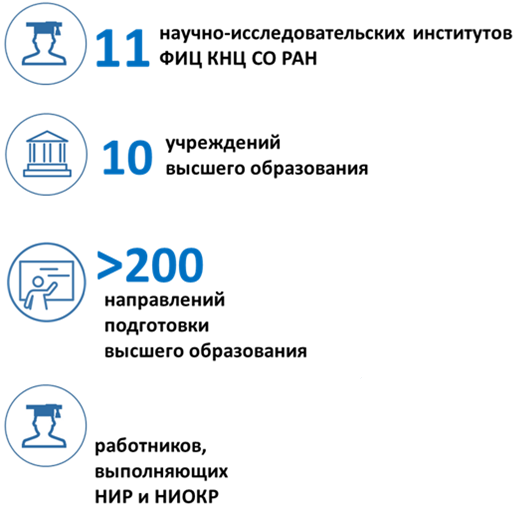 11 научно-исследовательских институтов
ФИЦ КНЦ СО РАН
10 учреждений
высшего образования
>200
направлений
подготовки
высшего образования
работников,
выполняющих
НИР и НИОКР